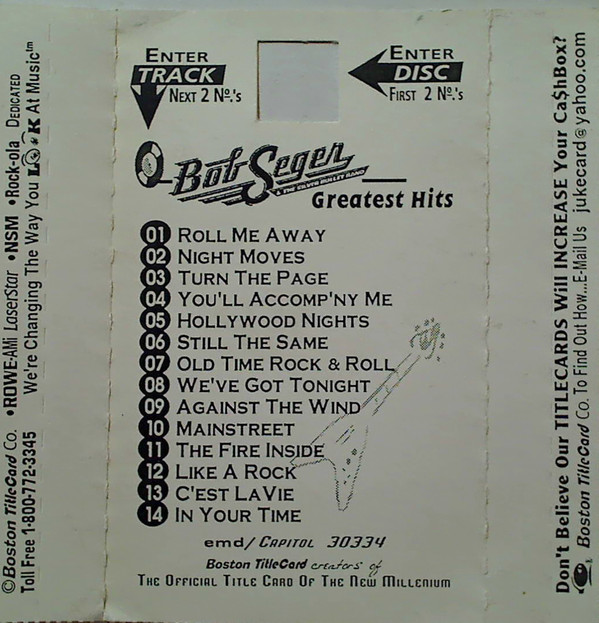 ENTER
TRACK
NEXT 2 Nº.'s
ENTER
DISC
FIRST 2 Nº.'s
Bob Seger
& THE SILVER BULLET BAND
Greatest Hits
01 ROLL ME AWAY
02 NIGHT MOVES
03 TURN THE PAGE
04 YOU'LL ACCOMP'NY ME
05 HOLLYWOOD NIGHTS
06 STILL THE SAME
07 OLD TIME ROCK & ROLL
08 WE'VE GOT TONIGHT
09 AGAINST THE WIND
10 MAINSTREET
11 THE FIRE INSIDE
12 LIKE A ROCK
13 C'EST LAVIE
14 IN YOUR TIME
emd/ CAPITOL 30334
Boston TitleCard creators of
THE OFFICIAL TITLE CARD OF THE NEW MILLENIUM
©Boston TitleCard Co. •ROWE-AMi LaserStar •NSM •Rock-ola DEDICATED
Toll Free 1-800-772-3345 We're Changing The Way You LOOK At Music™
Don't Believe Our TITLECARDS Will INCREASE Your Ca$hBox?
Boston TitleCard Co. To Find Out How...E-Mail Us jukecard@yahoo.com